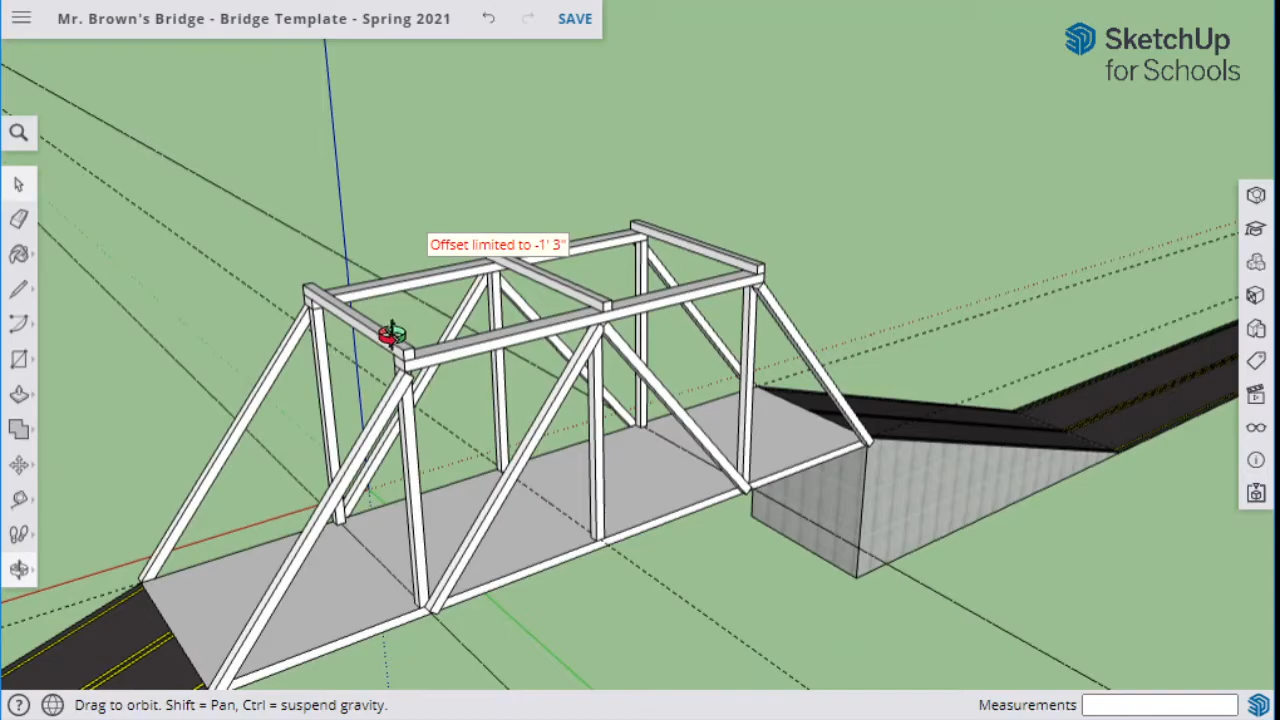 Mr. Brown's Bridge - Bridge Template - Spring 2021
SAVE
SketchUp
for Schools
Offset limited to -1' 3"
Drag to orbit. Shift = Pan, Ctrl = suspend gravity.
Measurements